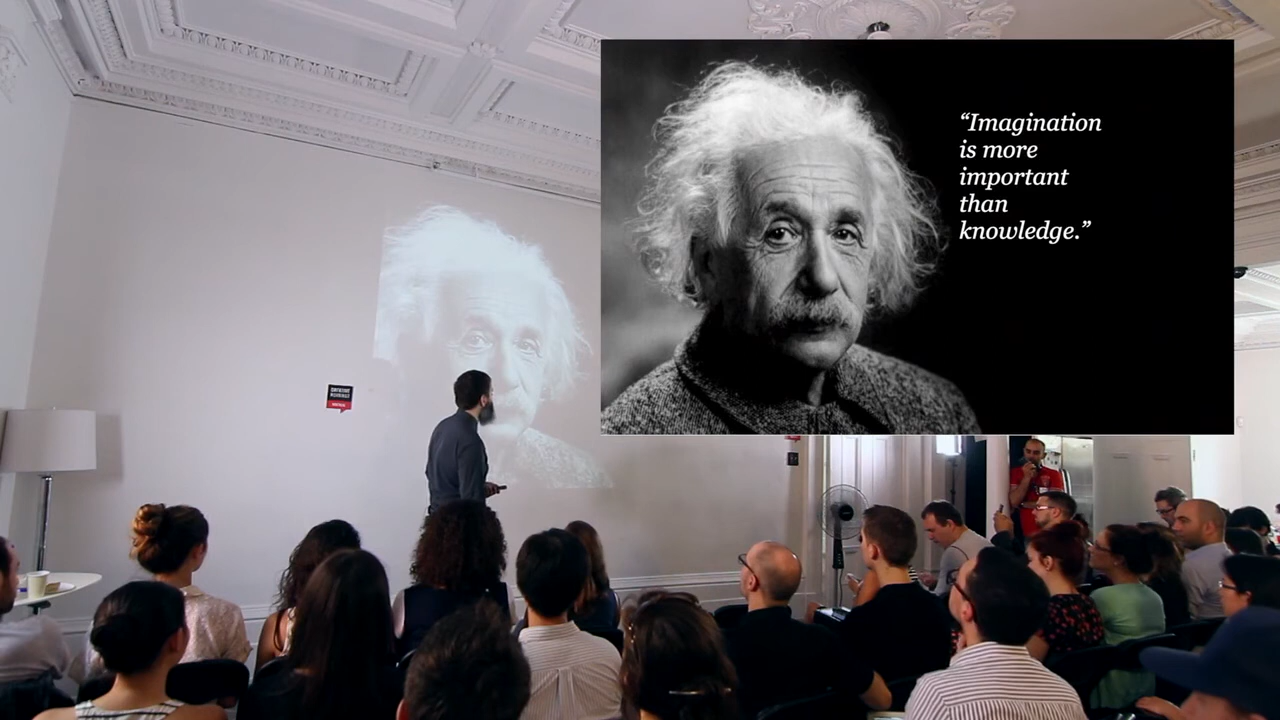 “Imagination
is more
important
than
knowledge.”